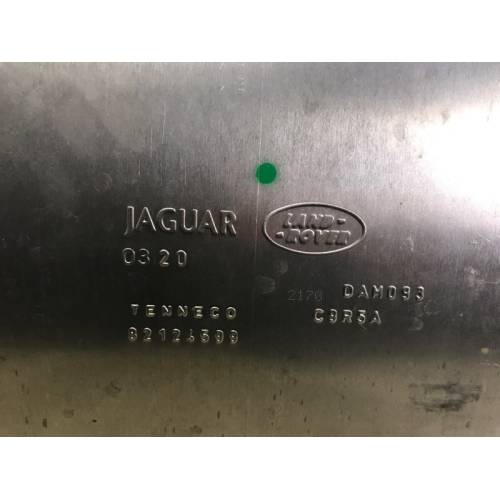 JAGUAR
LAND-
-ROVER
0320
2170 DAM093
TENNECO
C9R5A
82124599